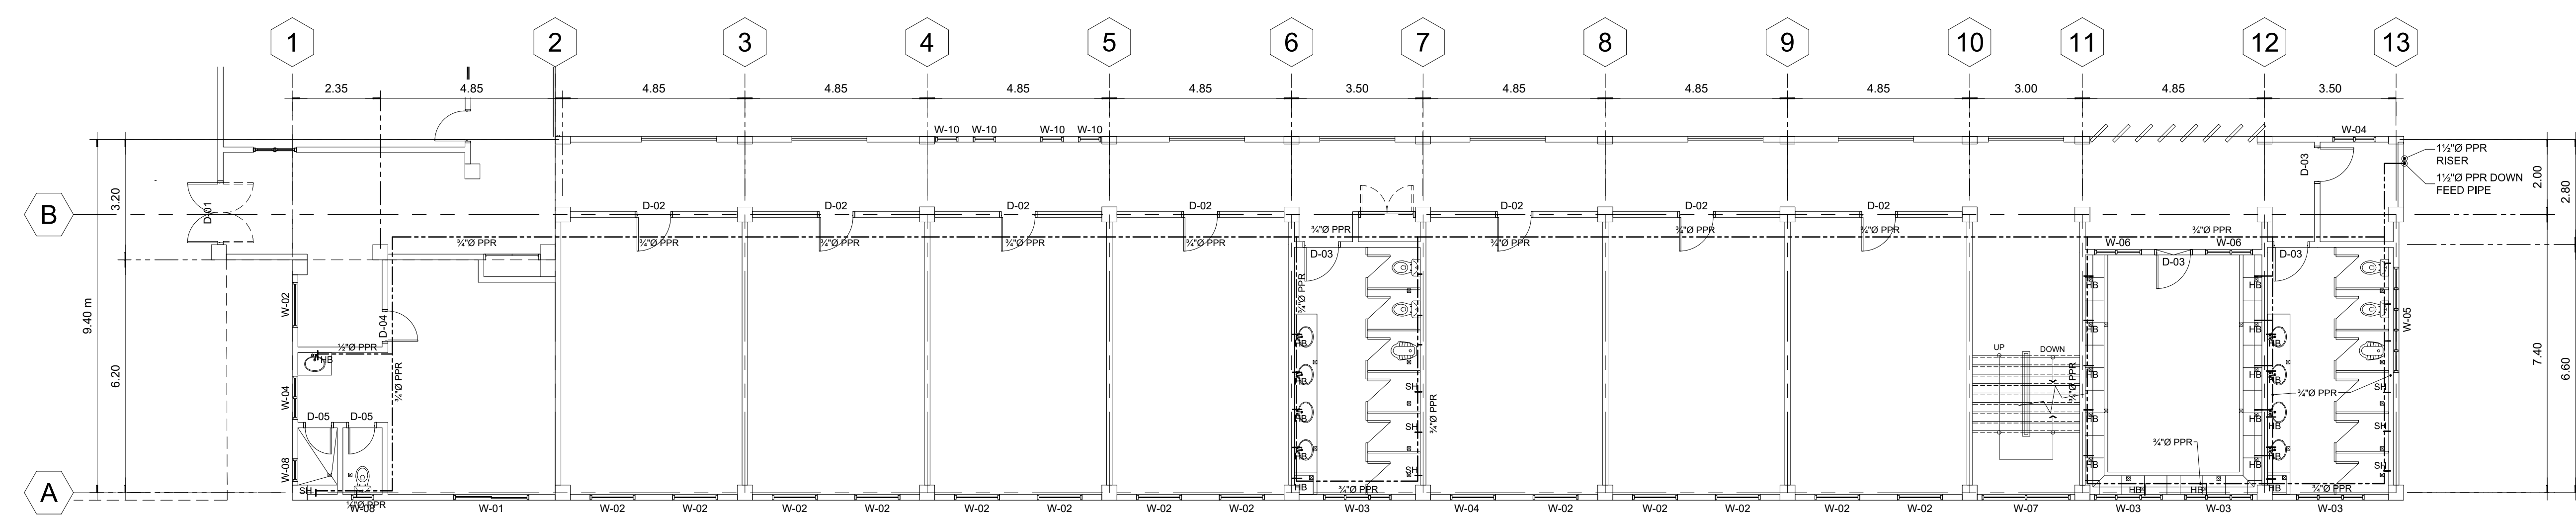 1 2 3 4 5 6 7 8 9 10 11 12 13
2.35 4.85 4.85 4.85 4.85 4.85 3.50 4.85 4.85 4.85 3.00 4.85 3.50
W-10 W-10 W-10 W-10 W-04
1½"Ø PPR
RISER
1½"Ø PPR DOWN
FEED PIPE
D-03
2.00
2.80
3.20
B
D-01
D-02 D-02 D-02 D-02 D-02 D-02 D-02
¾"Ø PPR ¾"Ø PPR ¾"Ø PPR ¾"Ø PPR ¾"Ø PPR ¾"Ø PPR ¾"Ø PPR ¾"Ø PPR ¾"Ø PPR ¾"Ø PPR
D-03 W-06 W-06 D-03 D-03
¾"Ø PPR
HB HB
9.40 m
W-02
D-04
W-05
HB HB HB HB
½"Ø PPR
HB
UP DOWN
6.20
7.40
6.60
¾"Ø PPR
¾"Ø PPR
HB HB HB HB
SH SH
W-04
¾"Ø PPR
D-05 D-05
¾"Ø PPR
HB HB HB HB
SH SH
¾"Ø PPR
W-08
HB HB HB HB
SH SH
A
SH
HB HB HB HB
¾"Ø PPR ¾"Ø PPR
½"Ø PPR
W-08 W-01 W-02 W-02 W-02 W-02 W-02 W-02 W-02 W-02 W-03 W-04 W-02 W-02 W-02 W-02 W-02 W-07 W-03 W-03 W-03